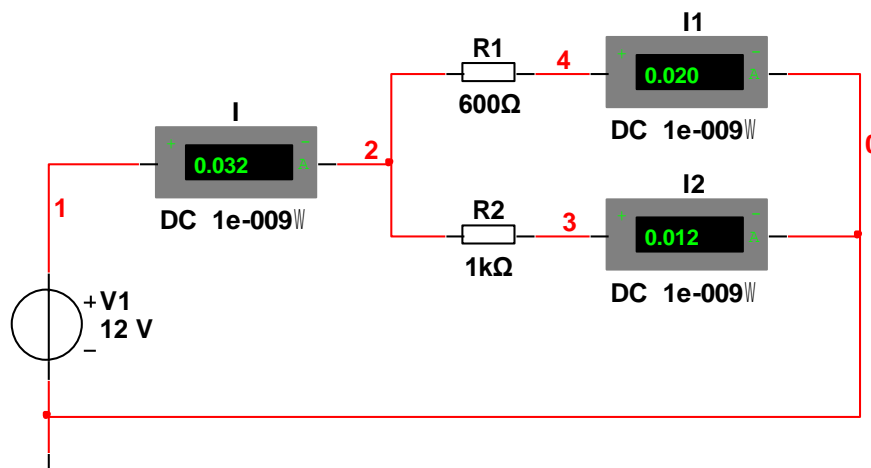 I1
R1
4
+
−
0.020
A
600Ω
DC 1e-009W
I
+
−
0.032
A
2
DC 1e-009W
1
I2
R2
3
+
−
0.012
A
1kΩ
DC 1e-009W
+
V1
12 V
−